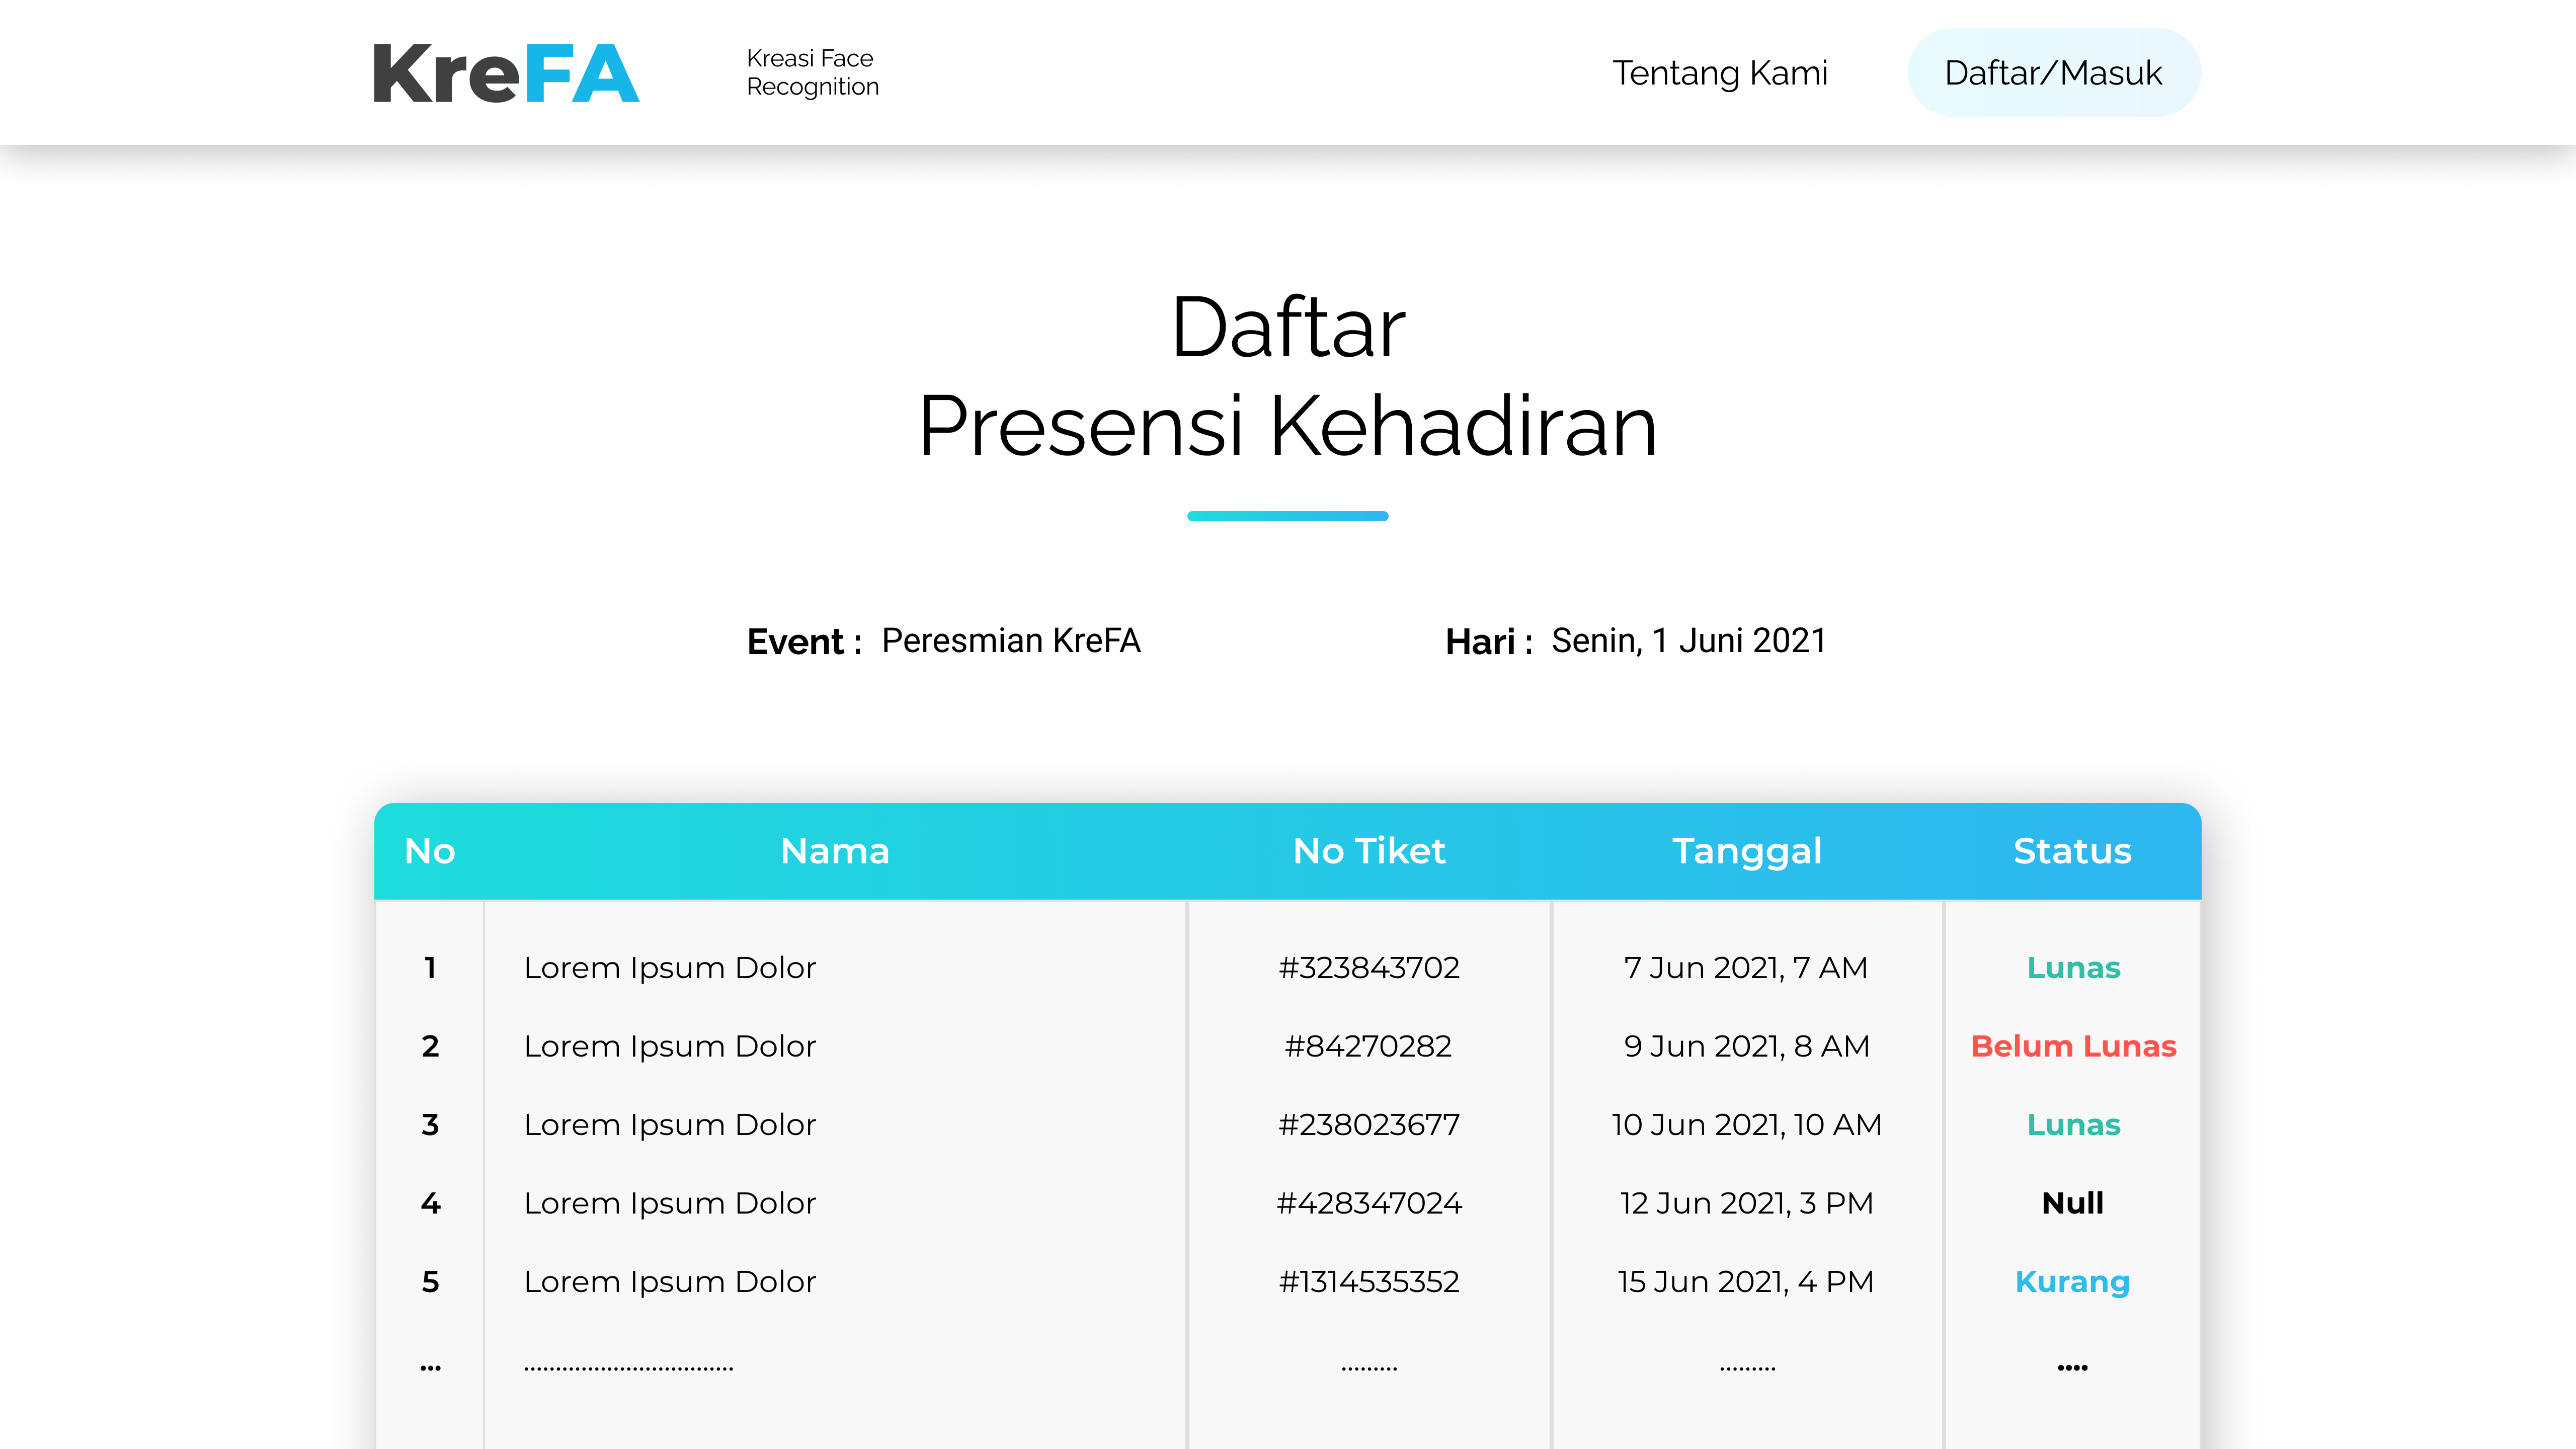 KreFA
Kreasi Face
Recognition
Tentang Kami
Daftar/Masuk
Daftar
Presensi Kehadiran
Event : Peresmian KreFA
Hari : Senin, 1 Juni 2021
No Nama No Tiket Tanggal Status
1 Lorem Ipsum Dolor #323843702 7 Jun 2021, 7 AM Lunas
2 Lorem Ipsum Dolor #84270282 9 Jun 2021, 8 AM Belum Lunas
3 Lorem Ipsum Dolor #238023677 10 Jun 2021, 10 AM Lunas
4 Lorem Ipsum Dolor #428347024 12 Jun 2021, 3 PM Null
5 Lorem Ipsum Dolor #1314535352 15 Jun 2021, 4 PM Kurang
... ................................. ......... ......... ....